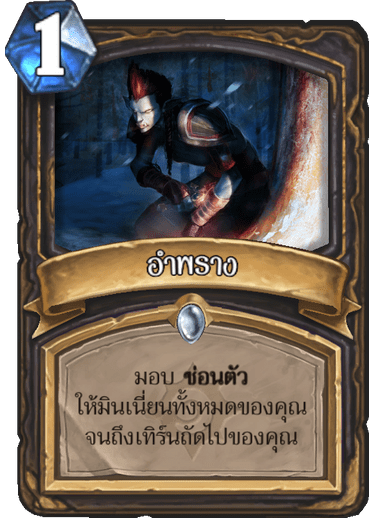 1
อำพราง
มอบ ซ่อนตัว
ให้มินเนี่ยนทั้งหมดของคุณ
จนถึงเทิร์นถัดไปของคุณ